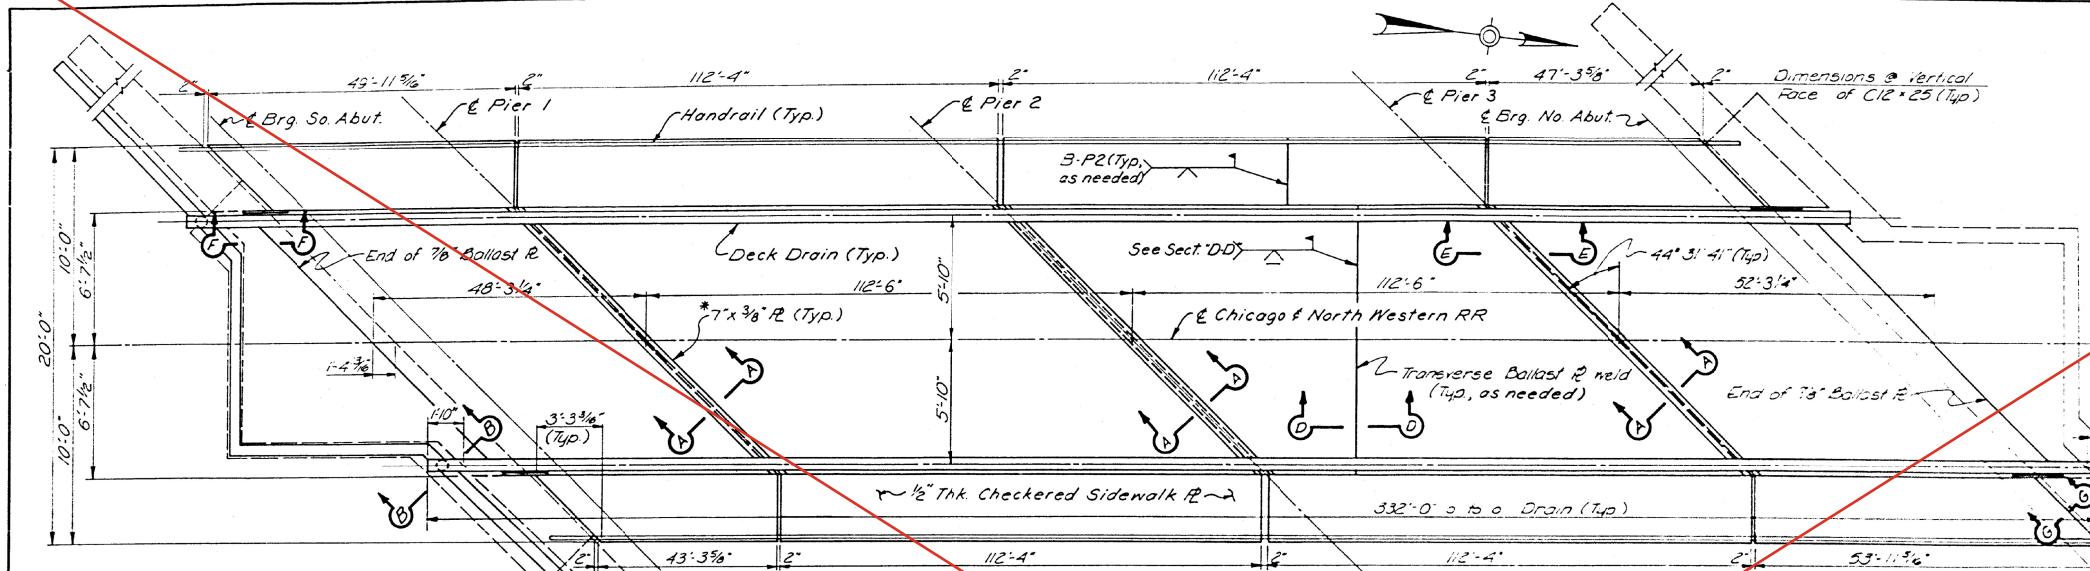 2" 49'-11 5/16" 2" 112'-4" 2" 112'-4" 2" 47'-3 5/8" 2"
Dimensions @ Vertical
Face of C12 x 25 (Typ)
℄ Pier 1
℄ Pier 2
℄ Pier 3
℄ Brg. So. Abut.
Handrail (Typ.)
℄ Brg. No. Abut.
B-P2 (Typ,
as needed)
F F
End of 7/8" Ballast ℞
Deck Drain (Typ.)
See Sect. "D-D"
E E
44° 31' 41" (Typ)
20'-0"
10'-0"
6'-7 1/2"
48'-3 1/4" 112'-6" 5'-10" 112'-6" 52'-3 1/4"
*7" x 3/8" ℞ (Typ.)
℄ Chicago & North Western RR
1'-4 3/16"
A A A
Transverse Ballast ℞ weld
(Typ., as needed)
End of 7/8" Ballast ℞
10'-0"
6'-7 1/2"
1'-10"
3'-3 3/16"
(Typ.)
5'-10"
B A A D D A
B
1/2" Thk. Checkered Sidewalk ℞
332'-0" o to o Drain (Typ.)
G
G
2" 43'-3 5/8" 2" 112'-4" 2" 112'-4" 2" 53'-11 5/16"